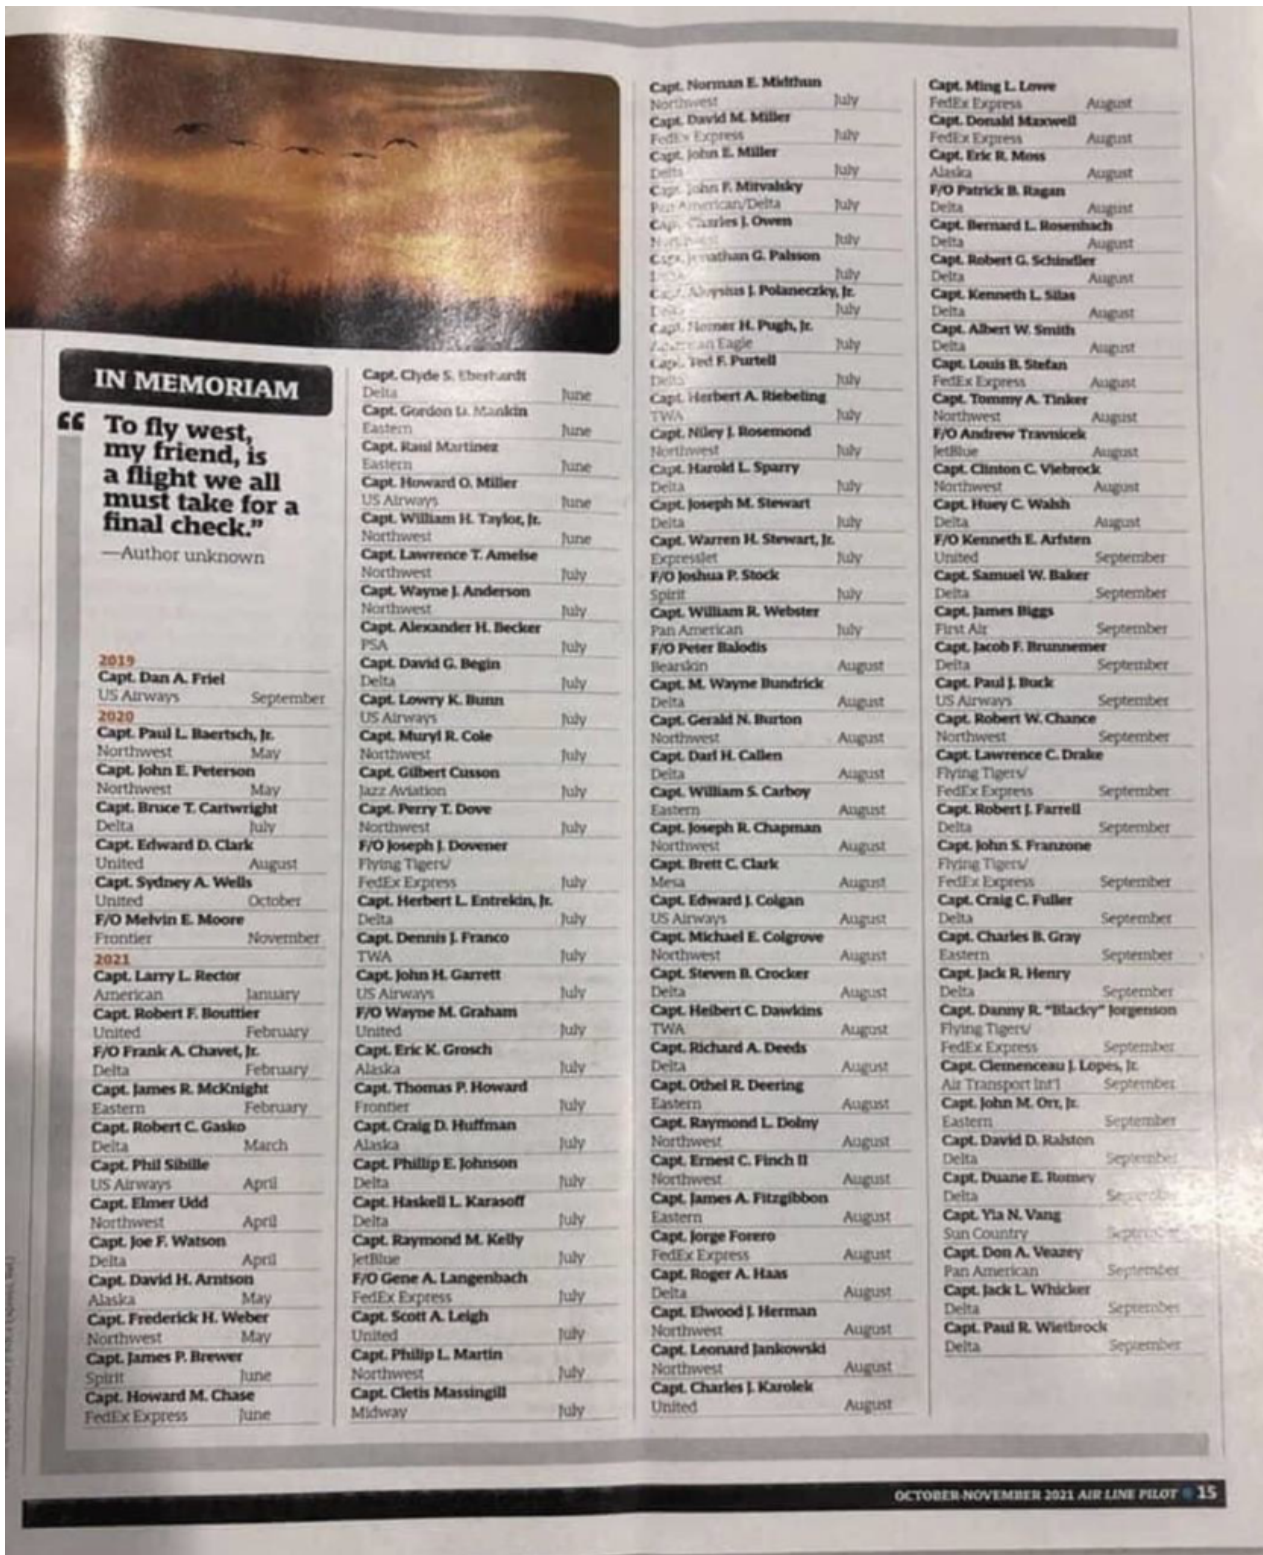 IN MEMORIAM
“ To fly west,
my friend, is
a flight we all
must take for a
final check.”
—Author unknown
2019
Capt. Dan A. Friel
US Airways September
2020
Capt. Paul L. Baertsch, Jr.
Northwest May
Capt. John E. Peterson
Northwest May
Capt. Bruce T. Cartwright
Delta July
Capt. Edward D. Clark
United August
Capt. Sydney A. Wells
United October
F/O Melvin E. Moore
Frontier November
2021
Capt. Larry L. Rector
American January
Capt. Robert F. Bouttier
United February
F/O Frank A. Chavet, Jr.
Delta February
Capt. James R. McKnight
Eastern February
Capt. Robert C. Gasko
Delta March
Capt. Phil Sibille
US Airways April
Capt. Elmer Udd
Northwest April
Capt. Joe F. Watson
Delta April
Capt. David H. Arntson
Alaska May
Capt. Frederick H. Weber
Northwest May
Capt. James P. Brewer
Spirit June
Capt. Howard M. Chase
FedEx Express June
Capt. Clyde S. Eberhardt
Delta June
Capt. Gordon D. Mankin
Eastern June
Capt. Raul Martinez
Eastern June
Capt. Howard O. Miller
US Airways June
Capt. William H. Taylor, Jr.
Northwest June
Capt. Lawrence T. Amelse
Northwest July
Capt. Wayne J. Anderson
Northwest July
Capt. Alexander H. Becker
PSA July
Capt. David G. Begin
Delta July
Capt. Lowry K. Bunn
US Airways July
Capt. Muryl R. Cole
Northwest July
Capt. Gilbert Cusson
Jazz Aviation July
Capt. Perry T. Dove
Northwest July
F/O Joseph J. Dovener
Flying Tigers/
FedEx Express July
Capt. Herbert L. Entrekin, Jr.
Delta July
Capt. Dennis J. Franco
TWA July
Capt. John H. Garrett
US Airways July
F/O Wayne M. Graham
United July
Capt. Eric K. Grosch
Alaska July
Capt. Thomas P. Howard
Frontier July
Capt. Craig D. Huffman
Alaska July
Capt. Phillip E. Johnson
Delta July
Capt. Haskell L. Karasoff
Delta July
Capt. Raymond M. Kelly
JetBlue July
F/O Gene A. Langenbach
FedEx Express July
Capt. Scott A. Leigh
United July
Capt. Philip L. Martin
Northwest July
Capt. Cletis Massingill
Midway July
Capt. Norman E. Midthun
Northwest July
Capt. David M. Miller
FedEx Express July
Capt. John E. Miller
Delta July
Capt. John F. Mitvalsky
Pan American/Delta July
Capt. Charles J. Owen
July
Capt. Jonathan G. Palsson
July
Capt. Aloysius J. Polaneczky, Jr.
July
Capt. Homer H. Pugh, Jr.
American Eagle July
Capt. Ted F. Purtell
Delta July
Capt. Herbert A. Riebeling
TWA July
Capt. Niley J. Rosemond
Northwest July
Capt. Harold L. Sparry
Delta July
Capt. Joseph M. Stewart
Delta July
Capt. Warren H. Stewart, Jr.
ExpressJet July
F/O Joshua P. Stock
Spirit July
Capt. William R. Webster
Pan American July
F/O Peter Balodis
Bearskin August
Capt. M. Wayne Bundrick
Delta August
Capt. Gerald N. Burton
Northwest August
Capt. Darl H. Callen
Delta August
Capt. William S. Carboy
Eastern August
Capt. Joseph R. Chapman
Northwest August
Capt. Brett C. Clark
Mesa August
Capt. Edward J. Colgan
US Airways August
Capt. Michael E. Colgrove
Northwest August
Capt. Steven B. Crocker
Delta August
Capt. Heibert C. Dawkins
TWA August
Capt. Richard A. Deeds
Delta August
Capt. Othel R. Deering
Eastern August
Capt. Raymond L. Dolny
Northwest August
Capt. Ernest C. Finch II
Northwest August
Capt. James A. Fitzgibbon
Eastern August
Capt. Jorge Forero
FedEx Express August
Capt. Roger A. Haas
Delta August
Capt. Elwood J. Herman
Northwest August
Capt. Leonard Jankowski
Northwest August
Capt. Charles J. Karolek
United August
Capt. Ming L. Lowe
FedEx Express August
Capt. Donald Maxwell
FedEx Express August
Capt. Eric R. Moss
Alaska August
F/O Patrick B. Ragan
Delta August
Capt. Bernard L. Rosenbach
Delta August
Capt. Robert G. Schindler
Delta August
Capt. Kenneth L. Silas
Delta August
Capt. Albert W. Smith
Delta August
Capt. Louis B. Stefan
FedEx Express August
Capt. Tommy A. Tinker
Northwest August
F/O Andrew Travnicek
JetBlue August
Capt. Clinton C. Viebrock
Northwest August
Capt. Huey C. Walsh
Delta August
F/O Kenneth E. Arfsten
United September
Capt. Samuel W. Baker
Delta September
Capt. James Biggs
First Air September
Capt. Jacob F. Brunnemer
Delta September
Capt. Paul J. Buck
US Airways September
Capt. Robert W. Chance
Northwest September
Capt. Lawrence C. Drake
Flying Tigers/
FedEx Express September
Capt. Robert J. Farrell
Delta September
Capt. John S. Franzone
Flying Tigers/
FedEx Express September
Capt. Craig C. Fuller
Delta September
Capt. Charles B. Gray
Eastern September
Capt. Jack R. Henry
Delta September
Capt. Danny R. "Blacky" Jorgenson
Flying Tigers/
FedEx Express September
Capt. Clemenceau J. Lopes, Jr.
Air Transport Int'l September
Capt. John M. Orr, Jr.
Eastern September
Capt. David D. Ralston
Delta September
Capt. Duane E. Romey
Delta September
Capt. Yia N. Vang
Sun Country September
Capt. Don A. Veazey
Pan American September
Capt. Jack L. Whicker
Delta September
Capt. Paul R. Wietbrock
Delta September
OCTOBER-NOVEMBER 2021 AIR LINE PILOT 15